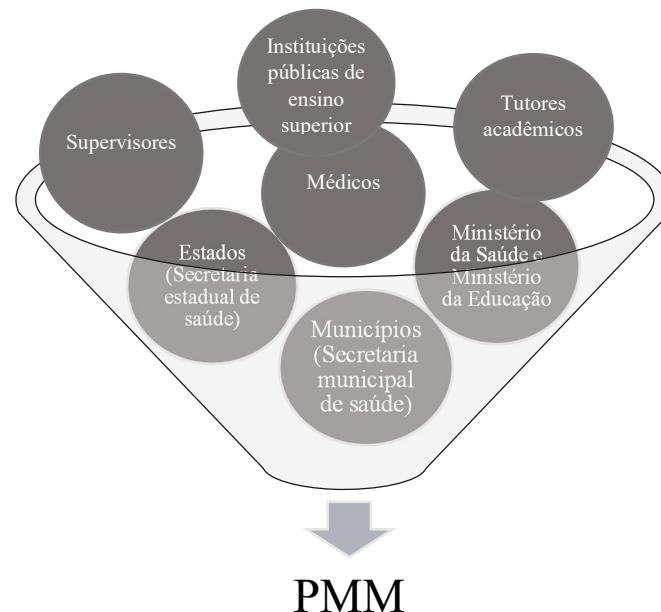 Instituições
públicas de
ensino
superior
Tutores
acadêmicos
Supervisores
Médicos
Estados
(Secretaria
estadual de
saúde)
Ministério
da Saúde e
Ministério
da Educação
Municípios
(Secretaria
municipal
de saúde)
PMM